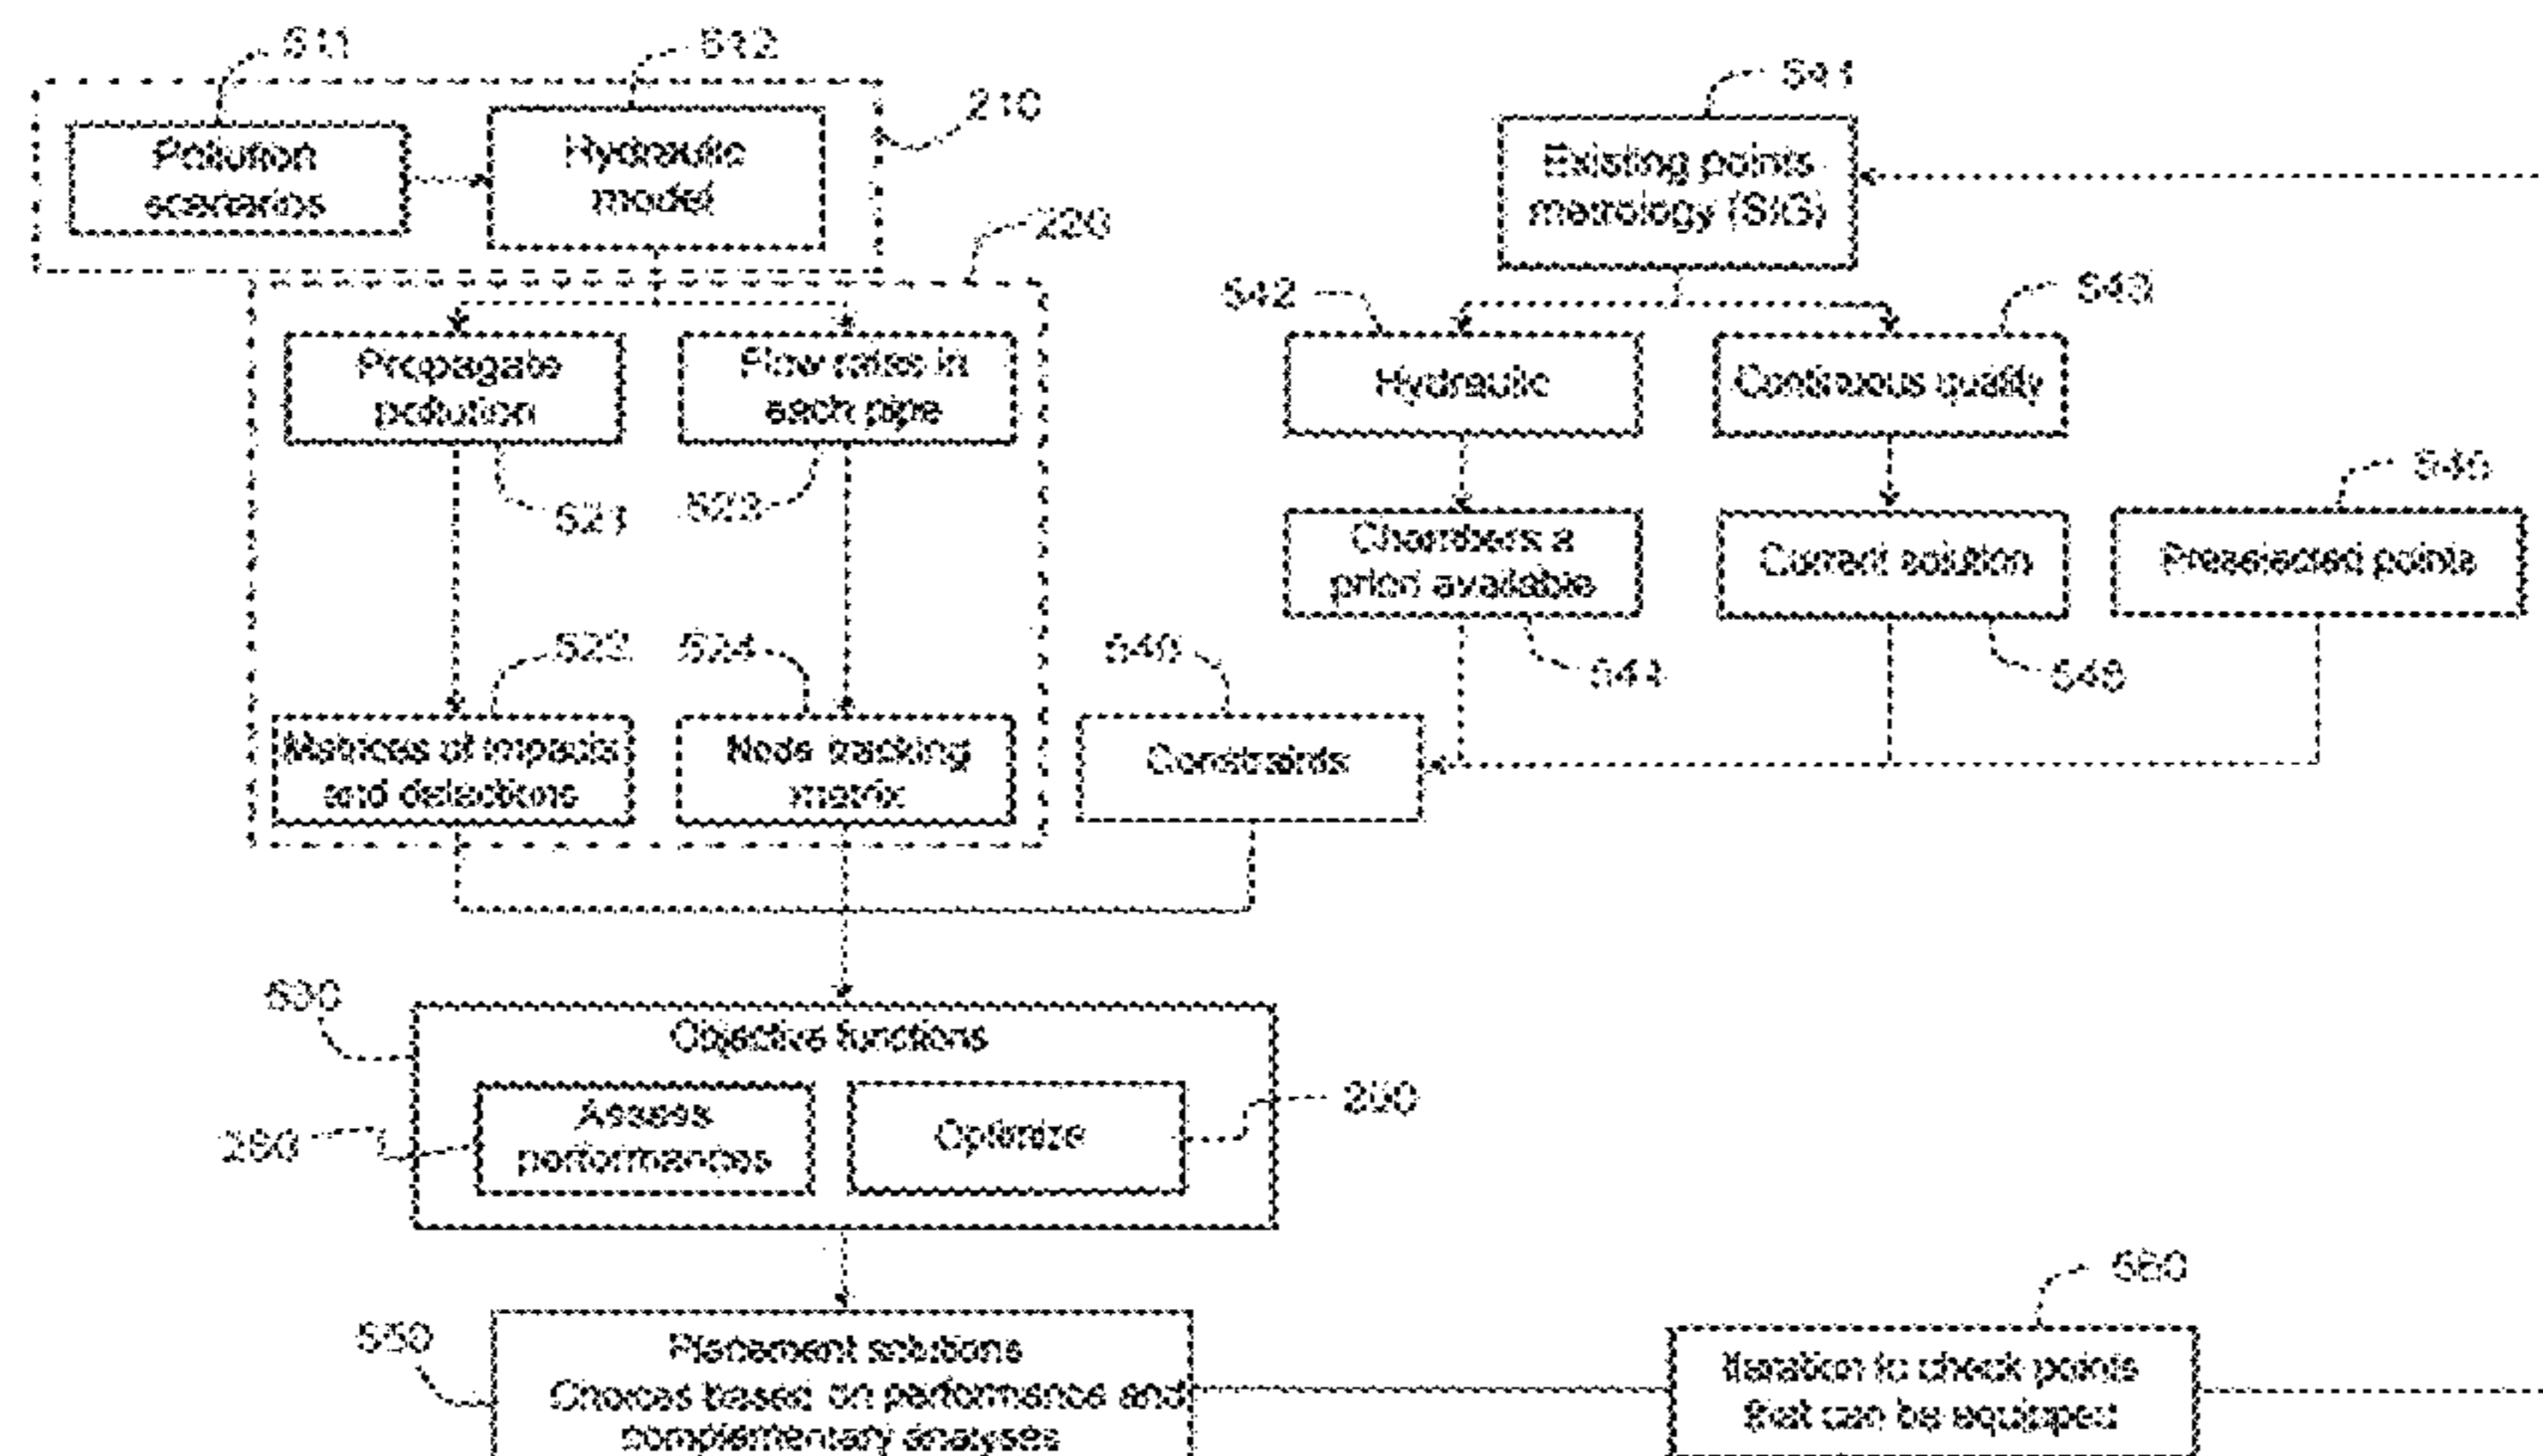 511
512
210
Pollution
scenarios
Hydraulic
model
220
Propagate
pollution
Flow rates in
each pipe
521
523
522
524
Matrices of impacts
and detections
Node tracking
matrix
541
Existing points
metrology (SIG)
542
543
Hydraulic
Continuous quality
Chambers a
priori available
Current solution
Preselected points
544
540
Constraints
530
Objective functions
Assess
performances
Optimize
550
Placement solutions
Choices based on performance and
complementary analyses
560
Iteration to check points
that can be equipped